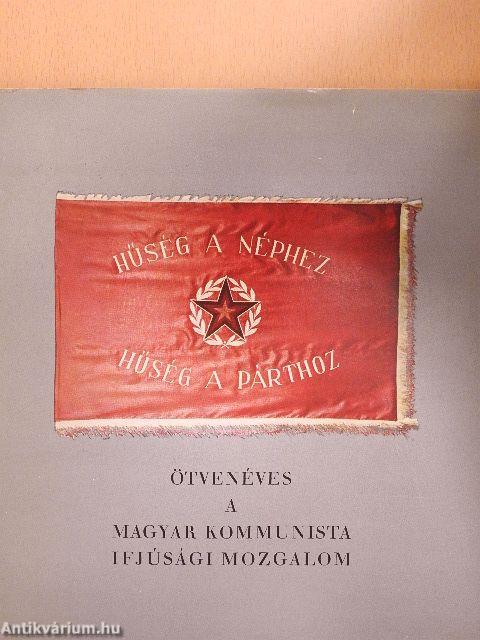 HŰSÉG A NÉPHEZ
HŰSÉG A PÁRTHOZ
ÖTVENÉVES
A
MAGYAR KOMMUNISTA
IFJÚSÁGI MOZGALOM
Antikvárium.hu